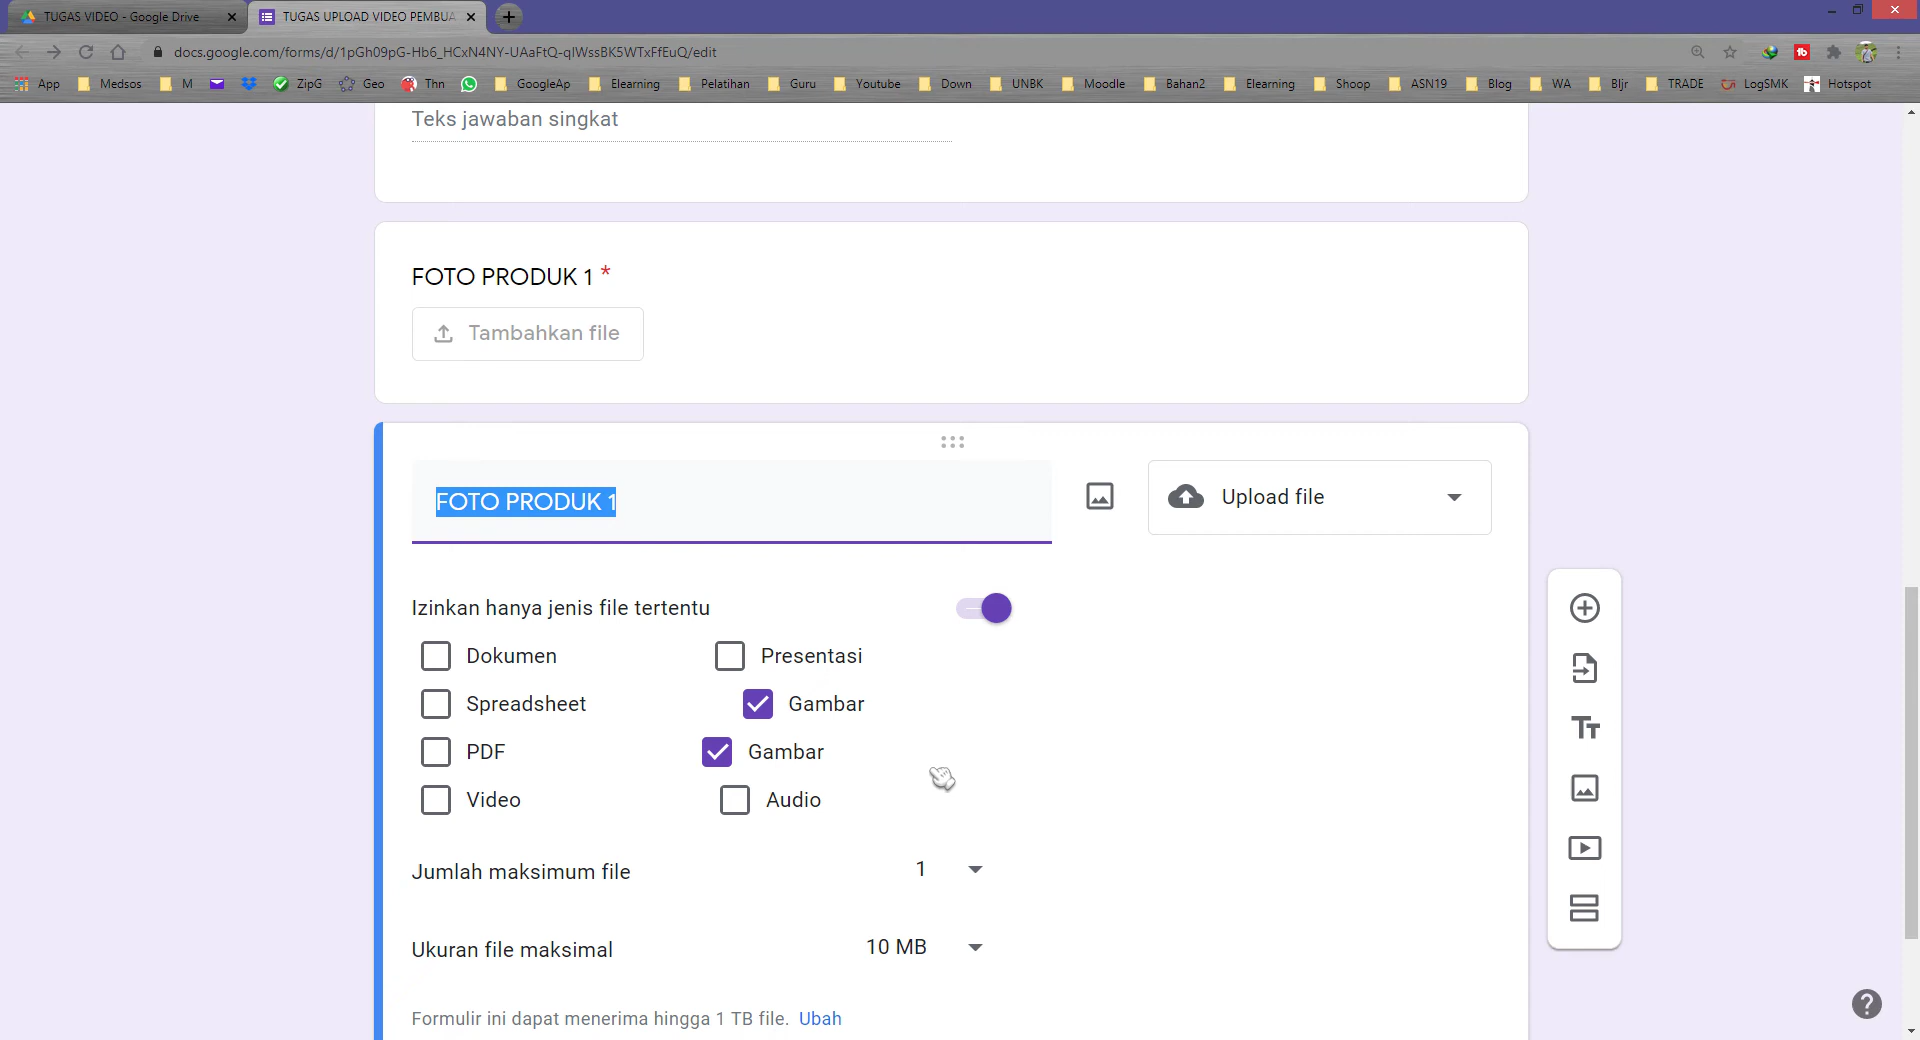 TUGAS VIDEO - Google Drive
TUGAS UPLOAD VIDEO PEMBUA
docs.google.com/forms/d/1pGh09pG-Hb6_HCxN4NY-UAaFtQ-qIWssBK5WTxFfEuQ/edit
App Medsos M ZipG Geo Thn GoogleAp Elearning Pelatihan Guru Youtube Down UNBK Moodle Bahan2 Elearning Shoop ASN19 Blog WA Bljr TRADE LogSMK Hotspot
Teks jawaban singkat
FOTO PRODUK 1 *
Tambahkan file
FOTO PRODUK 1
Upload file
Izinkan hanya jenis file tertentu
Dokumen Presentasi
Spreadsheet Gambar
PDF Gambar
Video Audio
Jumlah maksimum file 1
Ukuran file maksimal 10 MB
Formulir ini dapat menerima hingga 1 TB file. Ubah